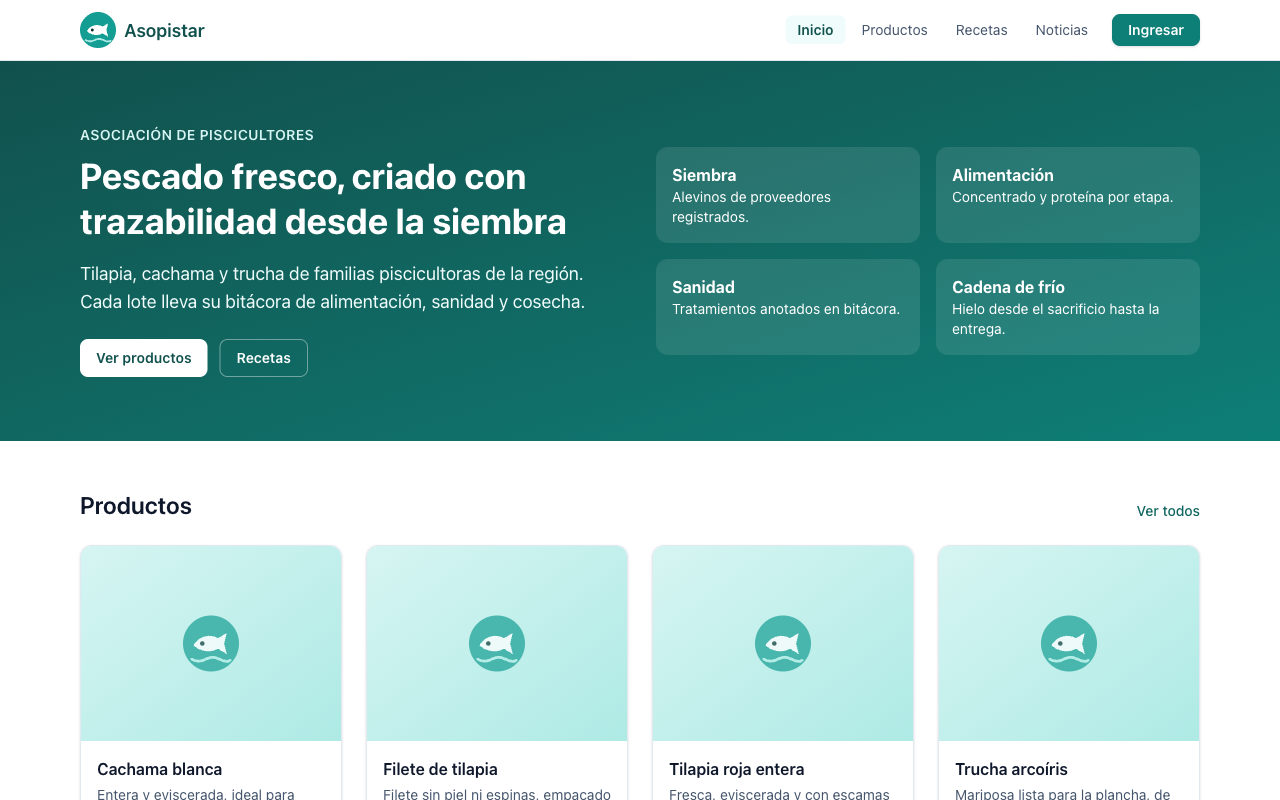 Asopistar
Inicio
Productos
Recetas
Noticias
Ingresar
ASOCIACIÓN DE PISCICULTORES
Pescado fresco, criado con
trazabilidad desde la siembra
Tilapia, cachama y trucha de familias piscicultoras de la región.
Cada lote lleva su bitácora de alimentación, sanidad y cosecha.
Ver productos
Recetas
Siembra
Alevinos de proveedores
registrados.
Alimentación
Concentrado y proteína por etapa.
Sanidad
Tratamientos anotados en bitácora.
Cadena de frío
Hielo desde el sacrificio hasta la
entrega.
Productos
Ver todos
Cachama blanca
Entera y eviscerada, ideal para
Filete de tilapia
Filete sin piel ni espinas, empacado
Tilapia roja entera
Fresca, eviscerada y con escamas
Trucha arcoíris
Mariposa lista para la plancha, de